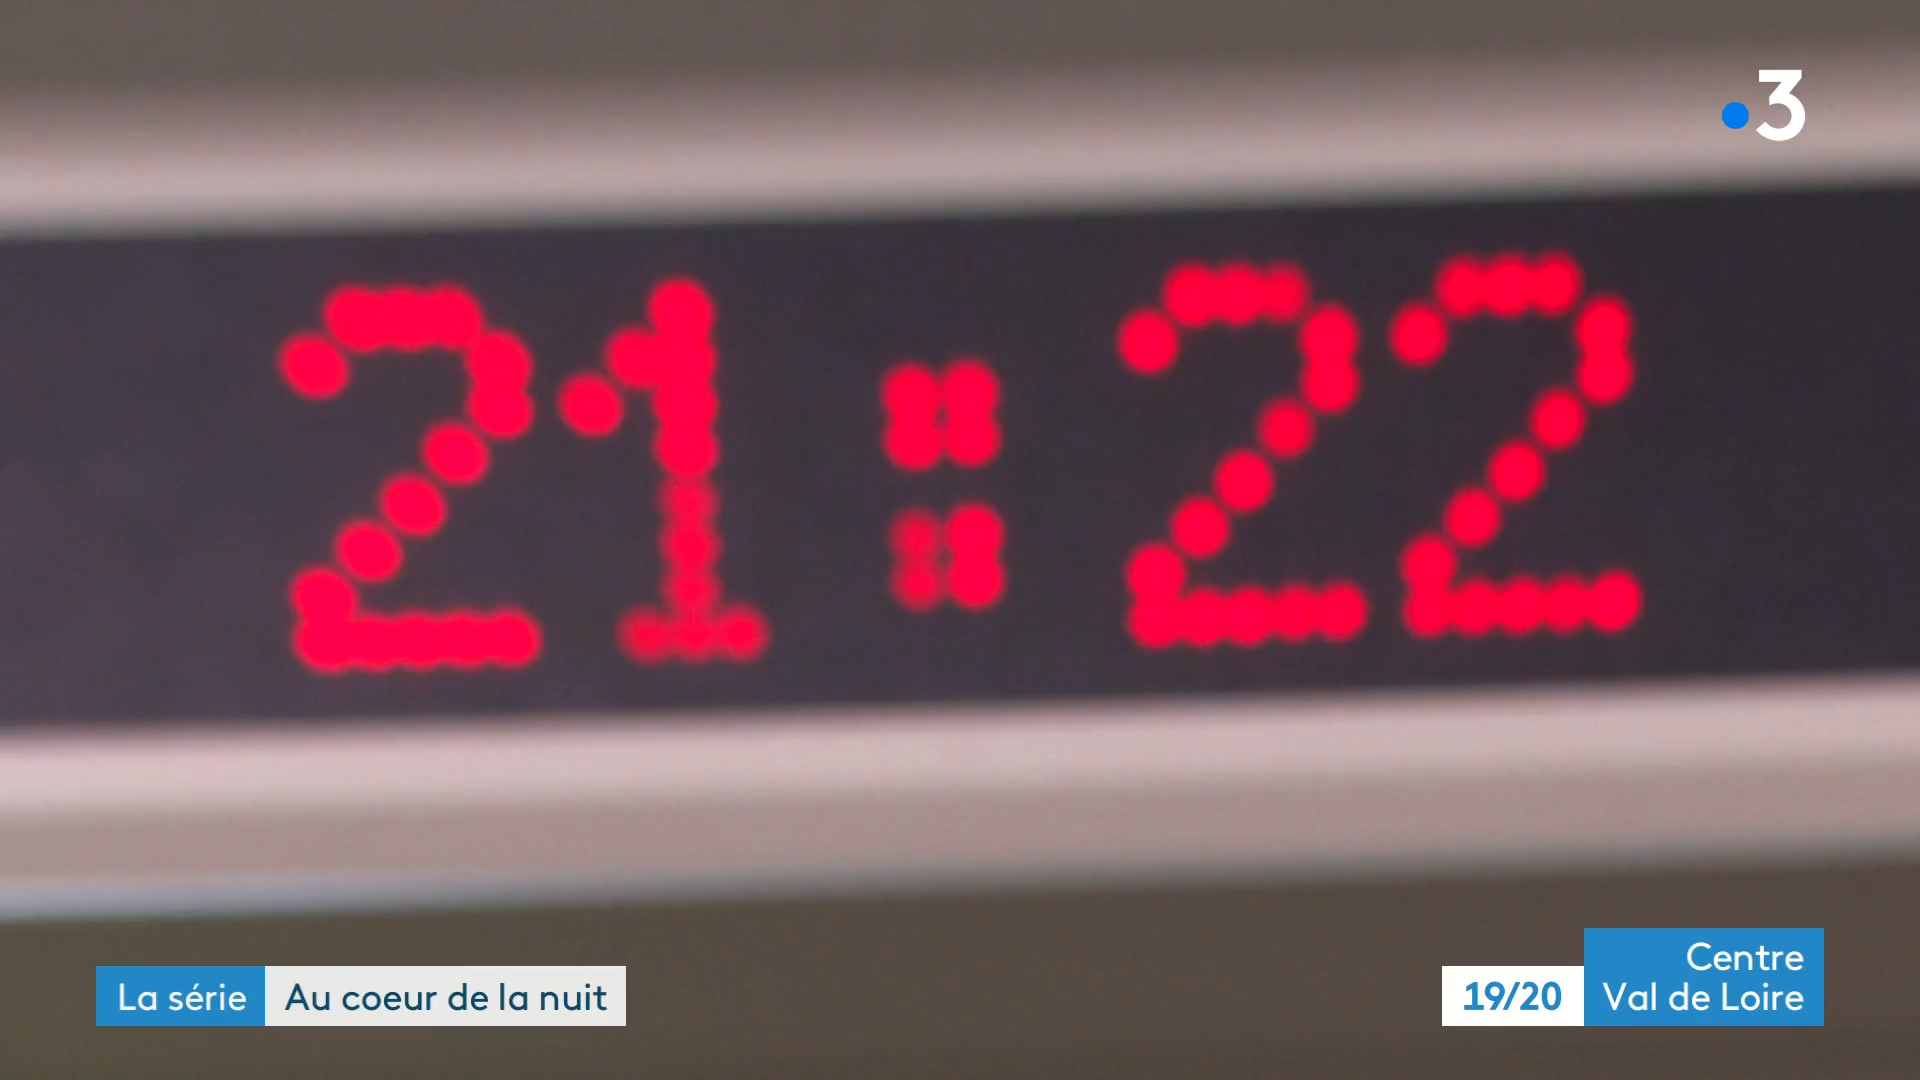 3
21:22
La série Au coeur de la nuit
19/20
Centre
Val de Loire